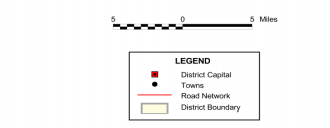 5 0 5 Miles
LEGEND
District Capital
Towns
Road Network
District Boundary